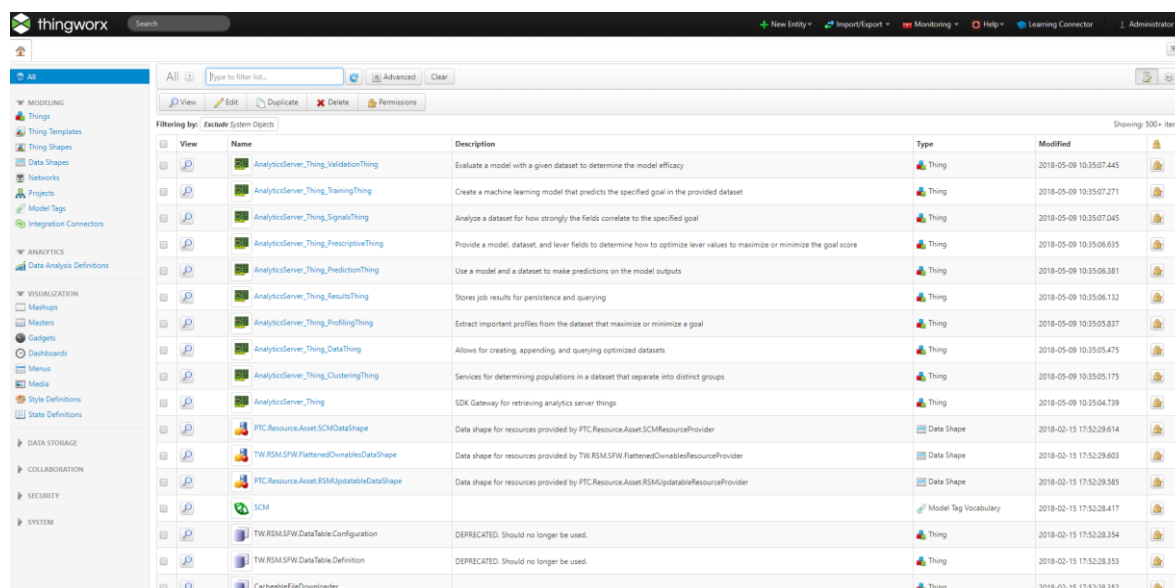 thingworx Search New Entity Import/Export Monitoring Help Learning Connector Administrator
All
MODELING
Things
Thing Templates
Thing Shapes
Data Shapes
Networks
Projects
Model Tags
Integration Connectors
ANALYTICS
Data Analysis Definitions
VISUALIZATION
Mashups
Masters
Gadgets
Dashboards
Menus
Media
Style Definitions
State Definitions
DATA STORAGE
COLLABORATION
SECURITY
SYSTEM
All Type to filter list... Advanced Clear
View Edit Duplicate Delete Permissions
Filtering by: Exclude System Objects Showing: 500+
View Name Description Type Modified
AnalyticsServer_Thing_ValidationThing Evaluate a model with a given dataset to determine the model efficacy Thing 2018-05-09 10:35:07.445
AnalyticsServer_Thing_TrainingThing Create a machine learning model that predicts the specified goal in the provided dataset Thing 2018-05-09 10:35:07.271
AnalyticsServer_Thing_SignalsThing Analyze a dataset for how strongly the fields correlate to the specified goal Thing 2018-05-09 10:35:07.045
AnalyticsServer_Thing_PrescriptiveThing Provide a model, dataset, and lever fields to determine how to optimize lever values to maximize or minimize the goal score Thing 2018-05-09 10:35:06.635
AnalyticsServer_Thing_PredictionThing Use a model and a dataset to make predictions on the model outputs Thing 2018-05-09 10:35:06.381
AnalyticsServer_Thing_ResultsThing Stores job results for persistence and querying Thing 2018-05-09 10:35:06.132
AnalyticsServer_Thing_ProfilingThing Extract important profiles from the dataset that maximize or minimize a goal Thing 2018-05-09 10:35:05.837
AnalyticsServer_Thing_DataThing Allows for creating, appending, and querying optimized datasets Thing 2018-05-09 10:35:05.475
AnalyticsServer_Thing_ClusteringThing Services for determining populations in a dataset that separate into distinct groups Thing 2018-05-09 10:35:05.175
AnalyticsServer_Thing SDK Gateway for retrieving analytics server things Thing 2018-05-09 10:35:04.739
PTC.Resource.Asset.SCMDataShape Data shape for resources provided by PTC.Resource.Asset.SCMResourceProvider Data Shape 2018-02-15 17:52:29.614
TW.RSM.SFW.FlattenedOwnablesDataShape Data shape for resources provided by TW.RSM.SFW.FlattenedOwnablesResourceProvider Data Shape 2018-02-15 17:52:29.603
PTC.Resource.Asset.RSMUpdatableDataShape Data shape for resources provided by PTC.Resource.Asset.RSMUpdatableResourceProvider Data Shape 2018-02-15 17:52:29.585
SCM Model Tag Vocabulary 2018-02-15 17:52:28.417
TW.RSM.SFW.DataTable.Configuration DEPRECATED. Should no longer be used. Thing 2018-02-15 17:52:28.354
TW.RSM.SFW.DataTable.Definition DEPRECATED. Should no longer be used. Thing 2018-02-15 17:52:28.353
CacheableFileDownloader Thing 2018-02-15 17:52:28.353